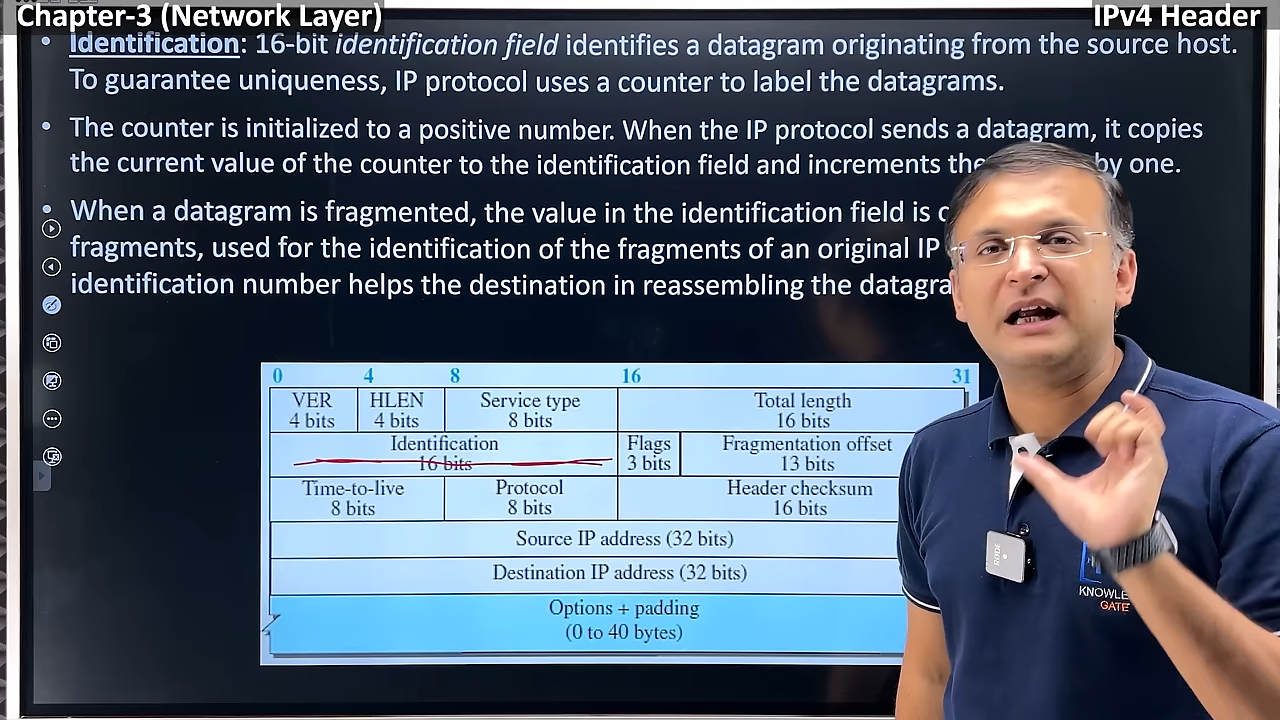 Chapter-3 (Network Layer)
IPv4 Header
• Identification: 16-bit identification field identifies a datagram originating from the source host.
To guarantee uniqueness, IP protocol uses a counter to label the datagrams.
• The counter is initialized to a positive number. When the IP protocol sends a datagram, it copies
the current value of the counter to the identification field and increments the by one.
• When a datagram is fragmented, the value in the identification field is
fragments, used for the identification of the fragments of an original IP
identification number helps the destination in reassembling the
0 4 8 16 31
VER HLEN Service type Total length
4 bits 4 bits 8 bits 16 bits
Identification Flags Fragmentation offset
16 bits 3 bits 13 bits
Time-to-live Protocol Header checksum
8 bits 8 bits 16 bits
Source IP address (32 bits)
Destination IP address (32 bits)
Options + padding
(0 to 40 bytes)
RODE
GATE